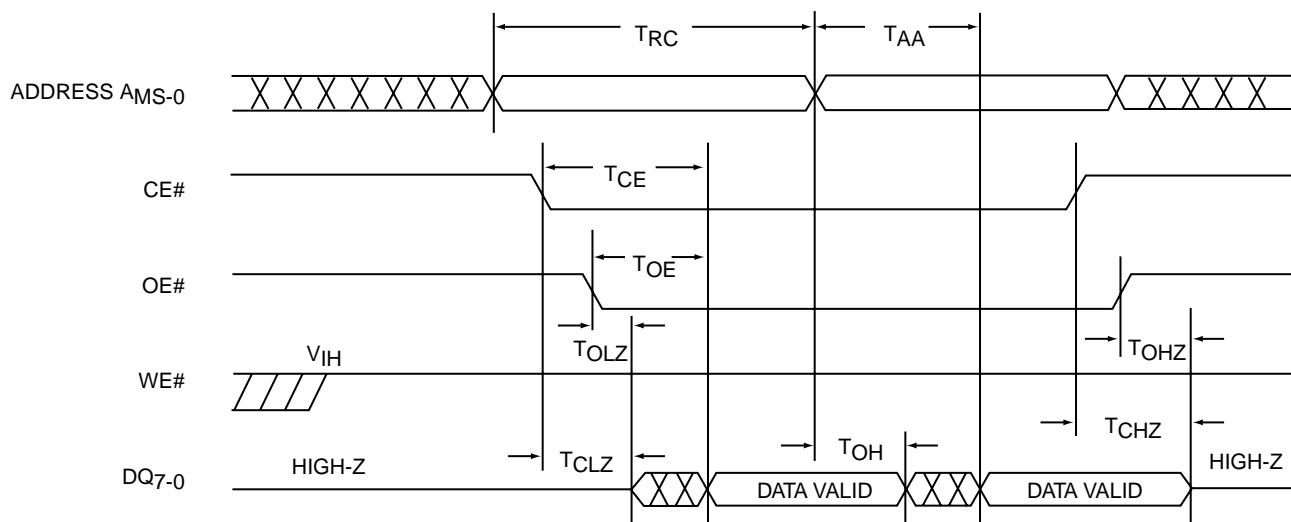 TRC
TAA
ADDRESS AMS-0
TCE
CE#
TOE
OE#
TOLZ
TOHZ
VIH
WE#
TCHZ
TOH
TCLZ
HIGH-Z
HIGH-Z
DQ7-0
DATA VALID
DATA VALID